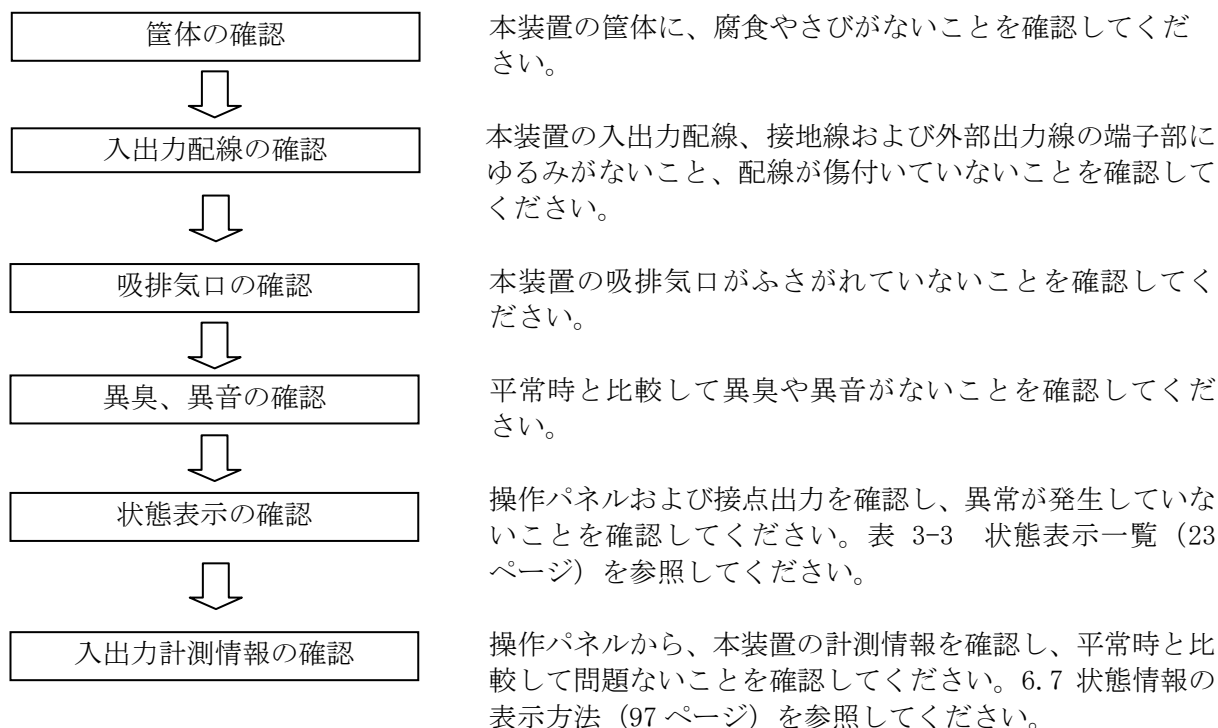 筐体の確認
本装置の筐体に、腐食やさびがないことを確認してくだ
さい。
入出力配線の確認
本装置の入出力配線、接地線および外部出力線の端子部に
ゆるみがないこと、配線が傷付いていないことを確認して
ください。
吸排気口の確認
本装置の吸排気口がふさがれていないことを確認してく
ださい。
異臭、異音の確認
平常時と比較して異臭や異音がないことを確認してくだ
さい。
状態表示の確認
操作パネルおよび接点出力を確認し、異常が発生していな
いことを確認してください。表 3-3　状態表示一覧（23
ページ）を参照してください。
入出力計測情報の確認
操作パネルから、本装置の計測情報を確認し、平常時と比
較して問題ないことを確認してください。6.7 状態情報の
表示方法（97 ページ）を参照してください。